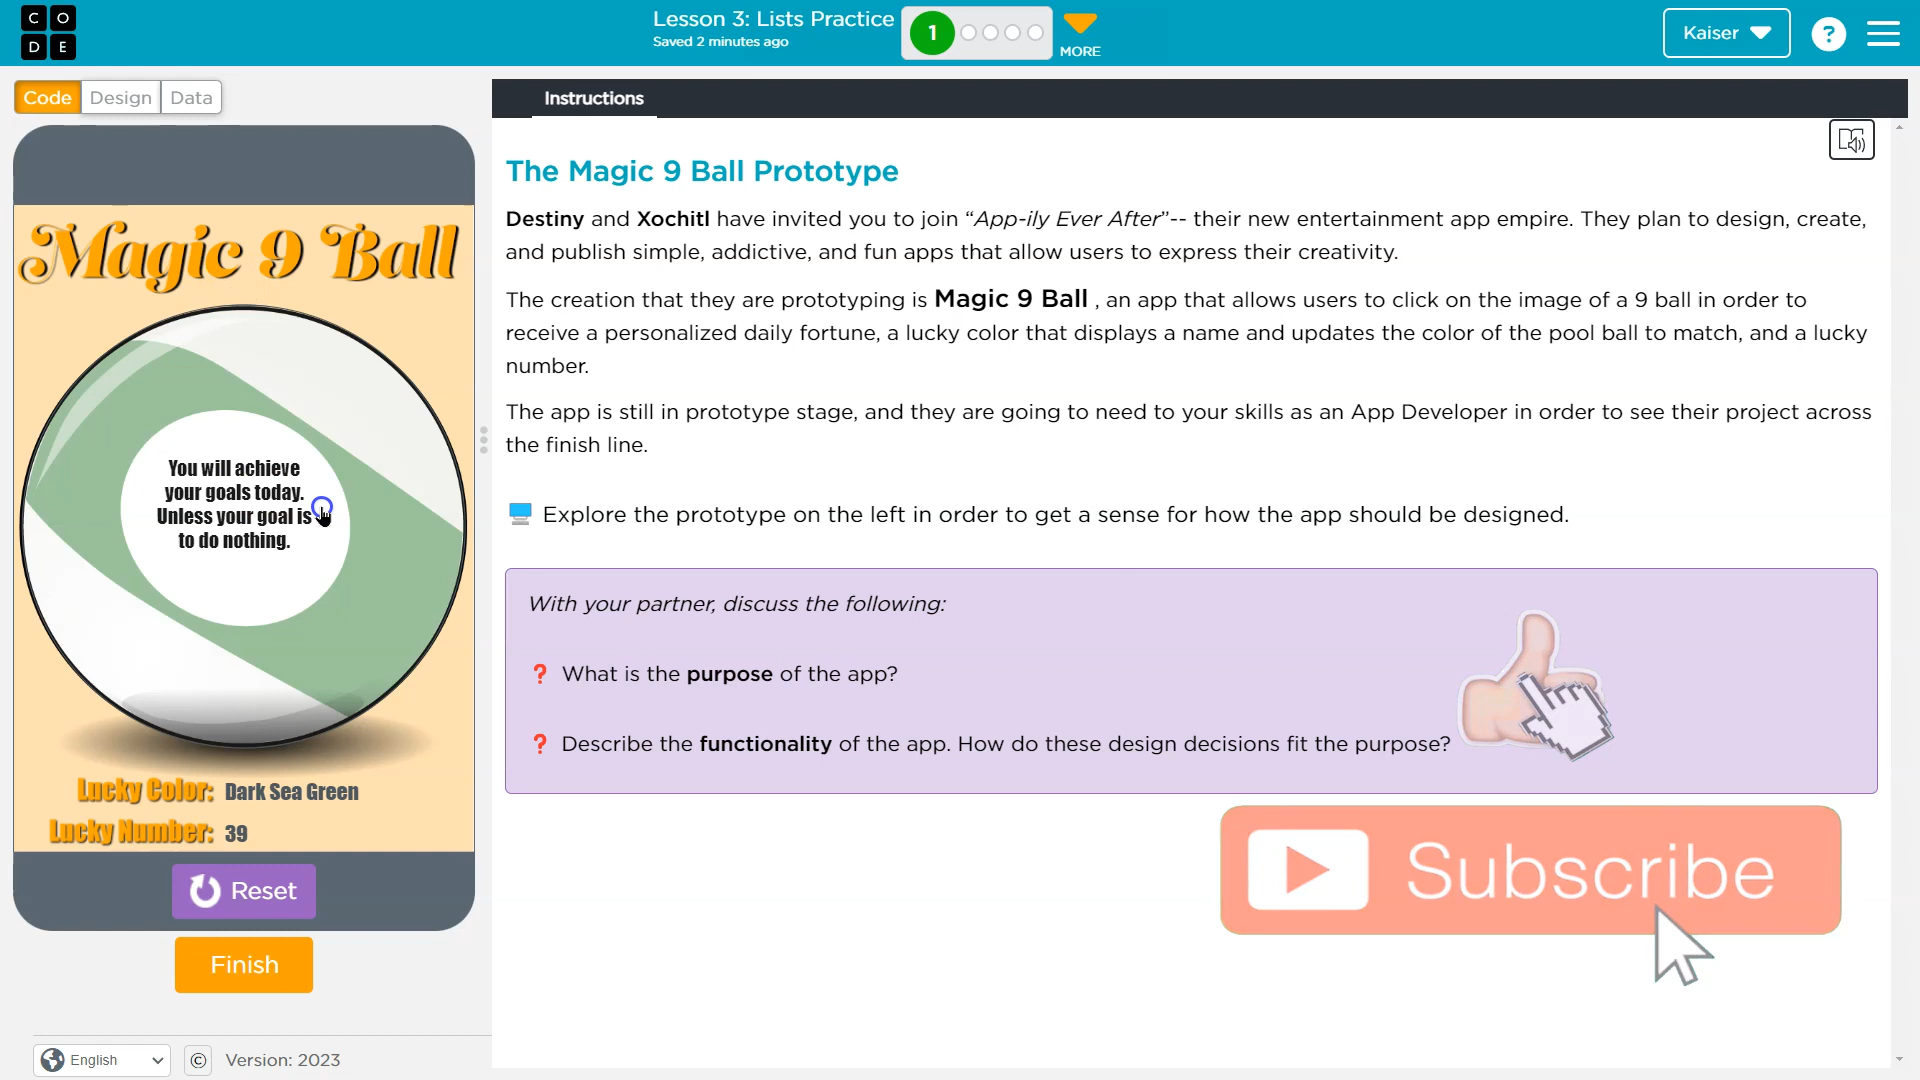 C O
D E
Lesson 3: Lists Practice
Saved 2 minutes ago
1
MORE
Kaiser
?
Code Design Data
Instructions
Magic 9 Ball
You will achieve
your goals today.
Unless your goal is
to do nothing.
Lucky Color: Dark Sea Green
Lucky Number: 39
Reset
Finish
English
© Version: 2023
The Magic 9 Ball Prototype
Destiny and Xochitl have invited you to join “App-ily Ever After”-- their new entertainment app empire. They plan to design, create,
and publish simple, addictive, and fun apps that allow users to express their creativity.
The creation that they are prototyping is Magic 9 Ball , an app that allows users to click on the image of a 9 ball in order to
receive a personalized daily fortune, a lucky color that displays a name and updates the color of the pool ball to match, and a lucky
number.
The app is still in prototype stage, and they are going to need to your skills as an App Developer in order to see their project across
the finish line.
Explore the prototype on the left in order to get a sense for how the app should be designed.
With your partner, discuss the following:
❓ What is the purpose of the app?
❓ Describe the functionality of the app. How do these design decisions fit the purpose?
Subscribe